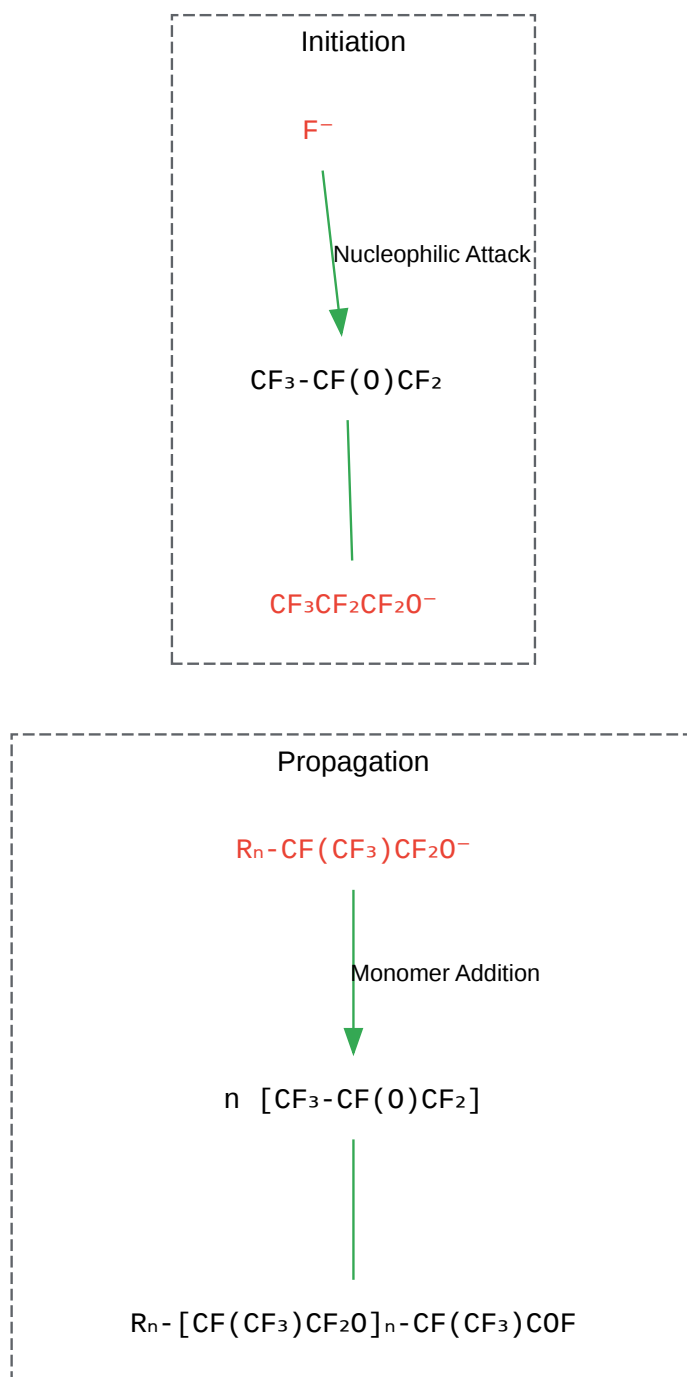 Initiation
F⁻
Nucleophilic Attack
CF₃-CF(O)CF₂
CF₃CF₂CF₂O⁻
Propagation
Rₙ-CF(CF₃)CF₂O⁻
Monomer Addition
n [CF₃-CF(O)CF₂]
Rₙ-[CF(CF₃)CF₂O]ₙ-CF(CF₃)COF